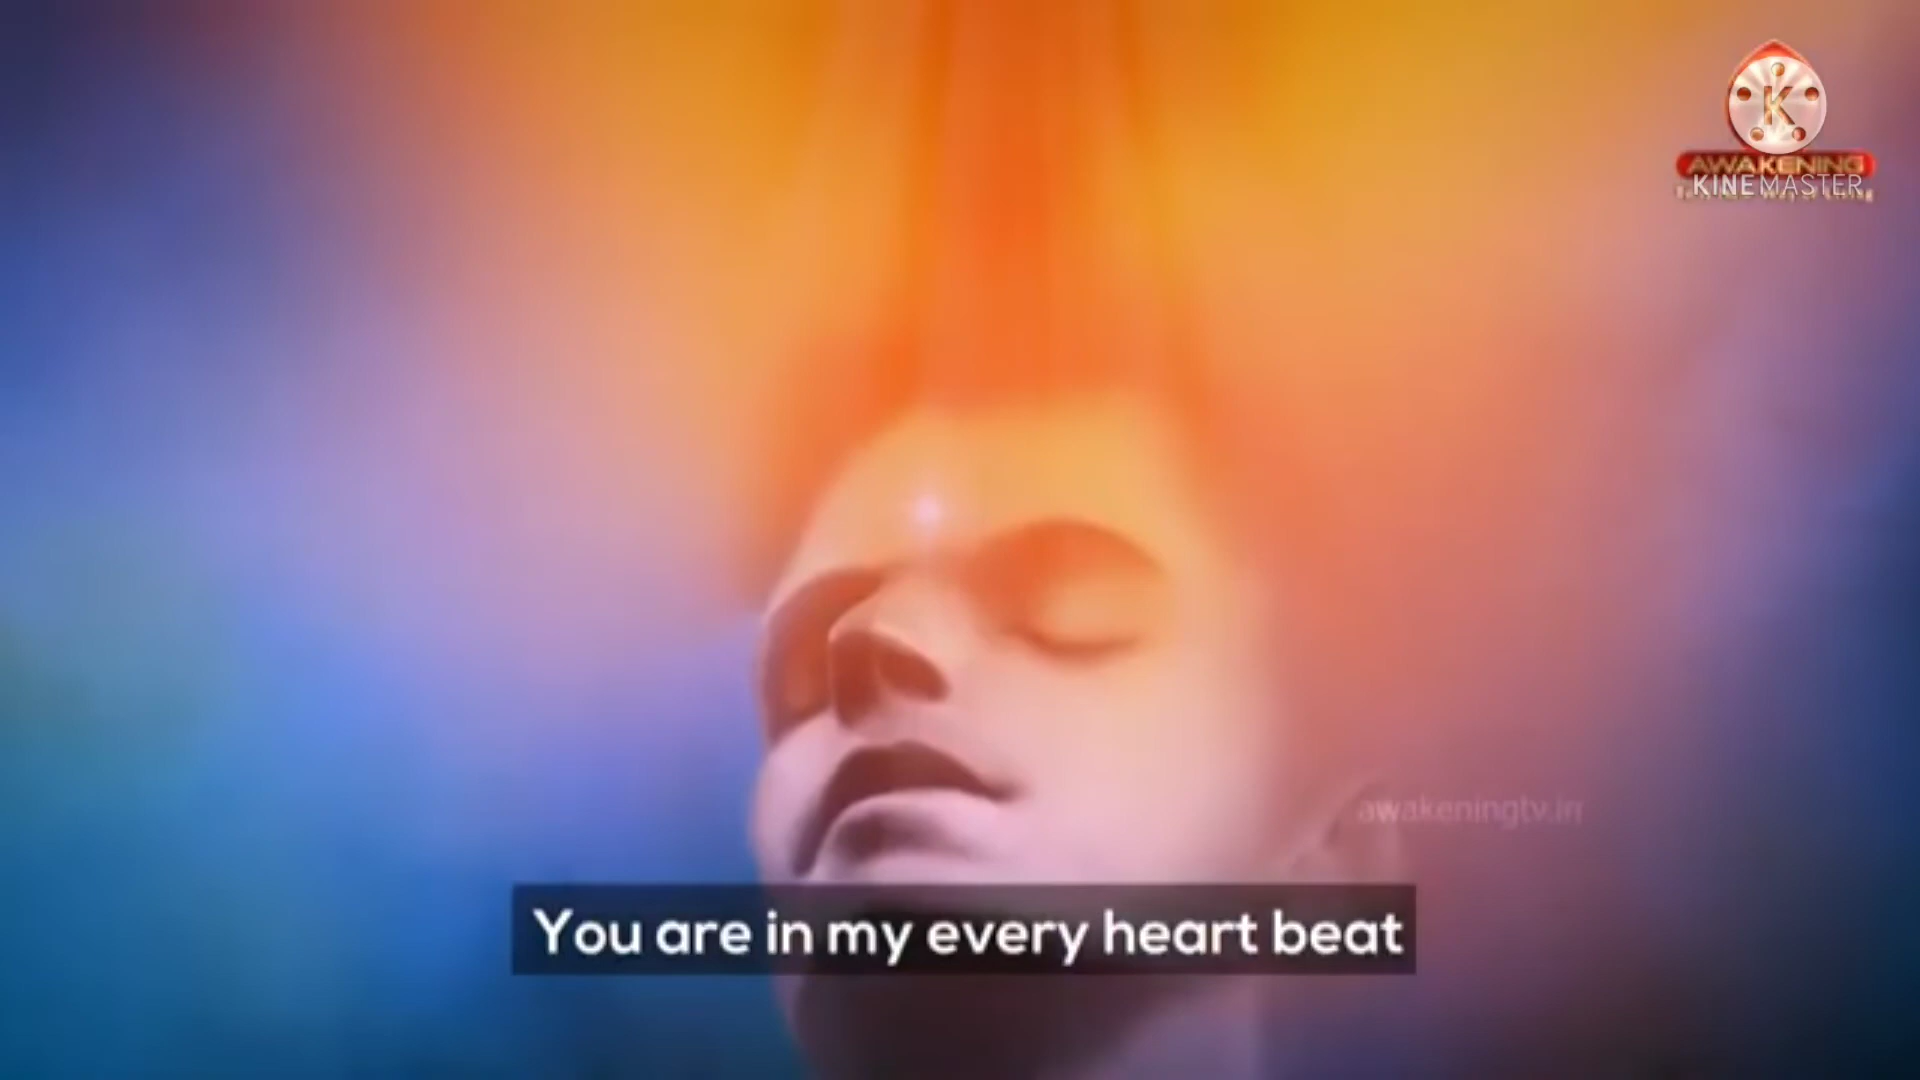 K
AWAKENING
KINEMASTER
awakeningtv.in
You are in my every heart beat